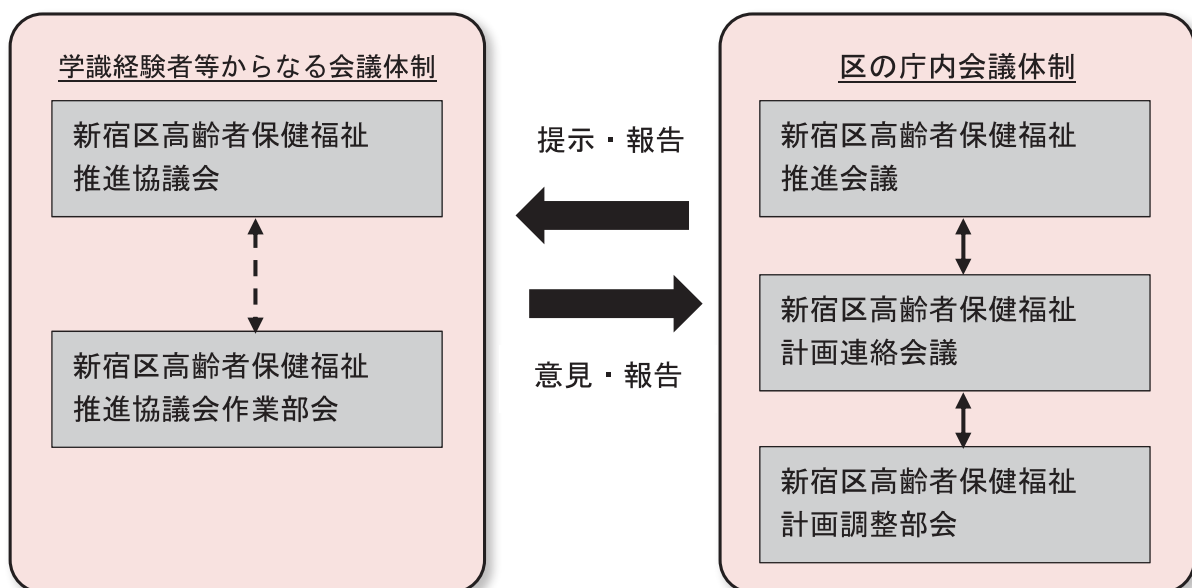 学識経験者等からなる会議体制
新宿区高齢者保健福祉
推進協議会
新宿区高齢者保健福祉
推進協議会作業部会
提示・報告
意見・報告
区の庁内会議体制
新宿区高齢者保健福祉
推進会議
新宿区高齢者保健福祉
計画連絡会議
新宿区高齢者保健福祉
計画調整部会